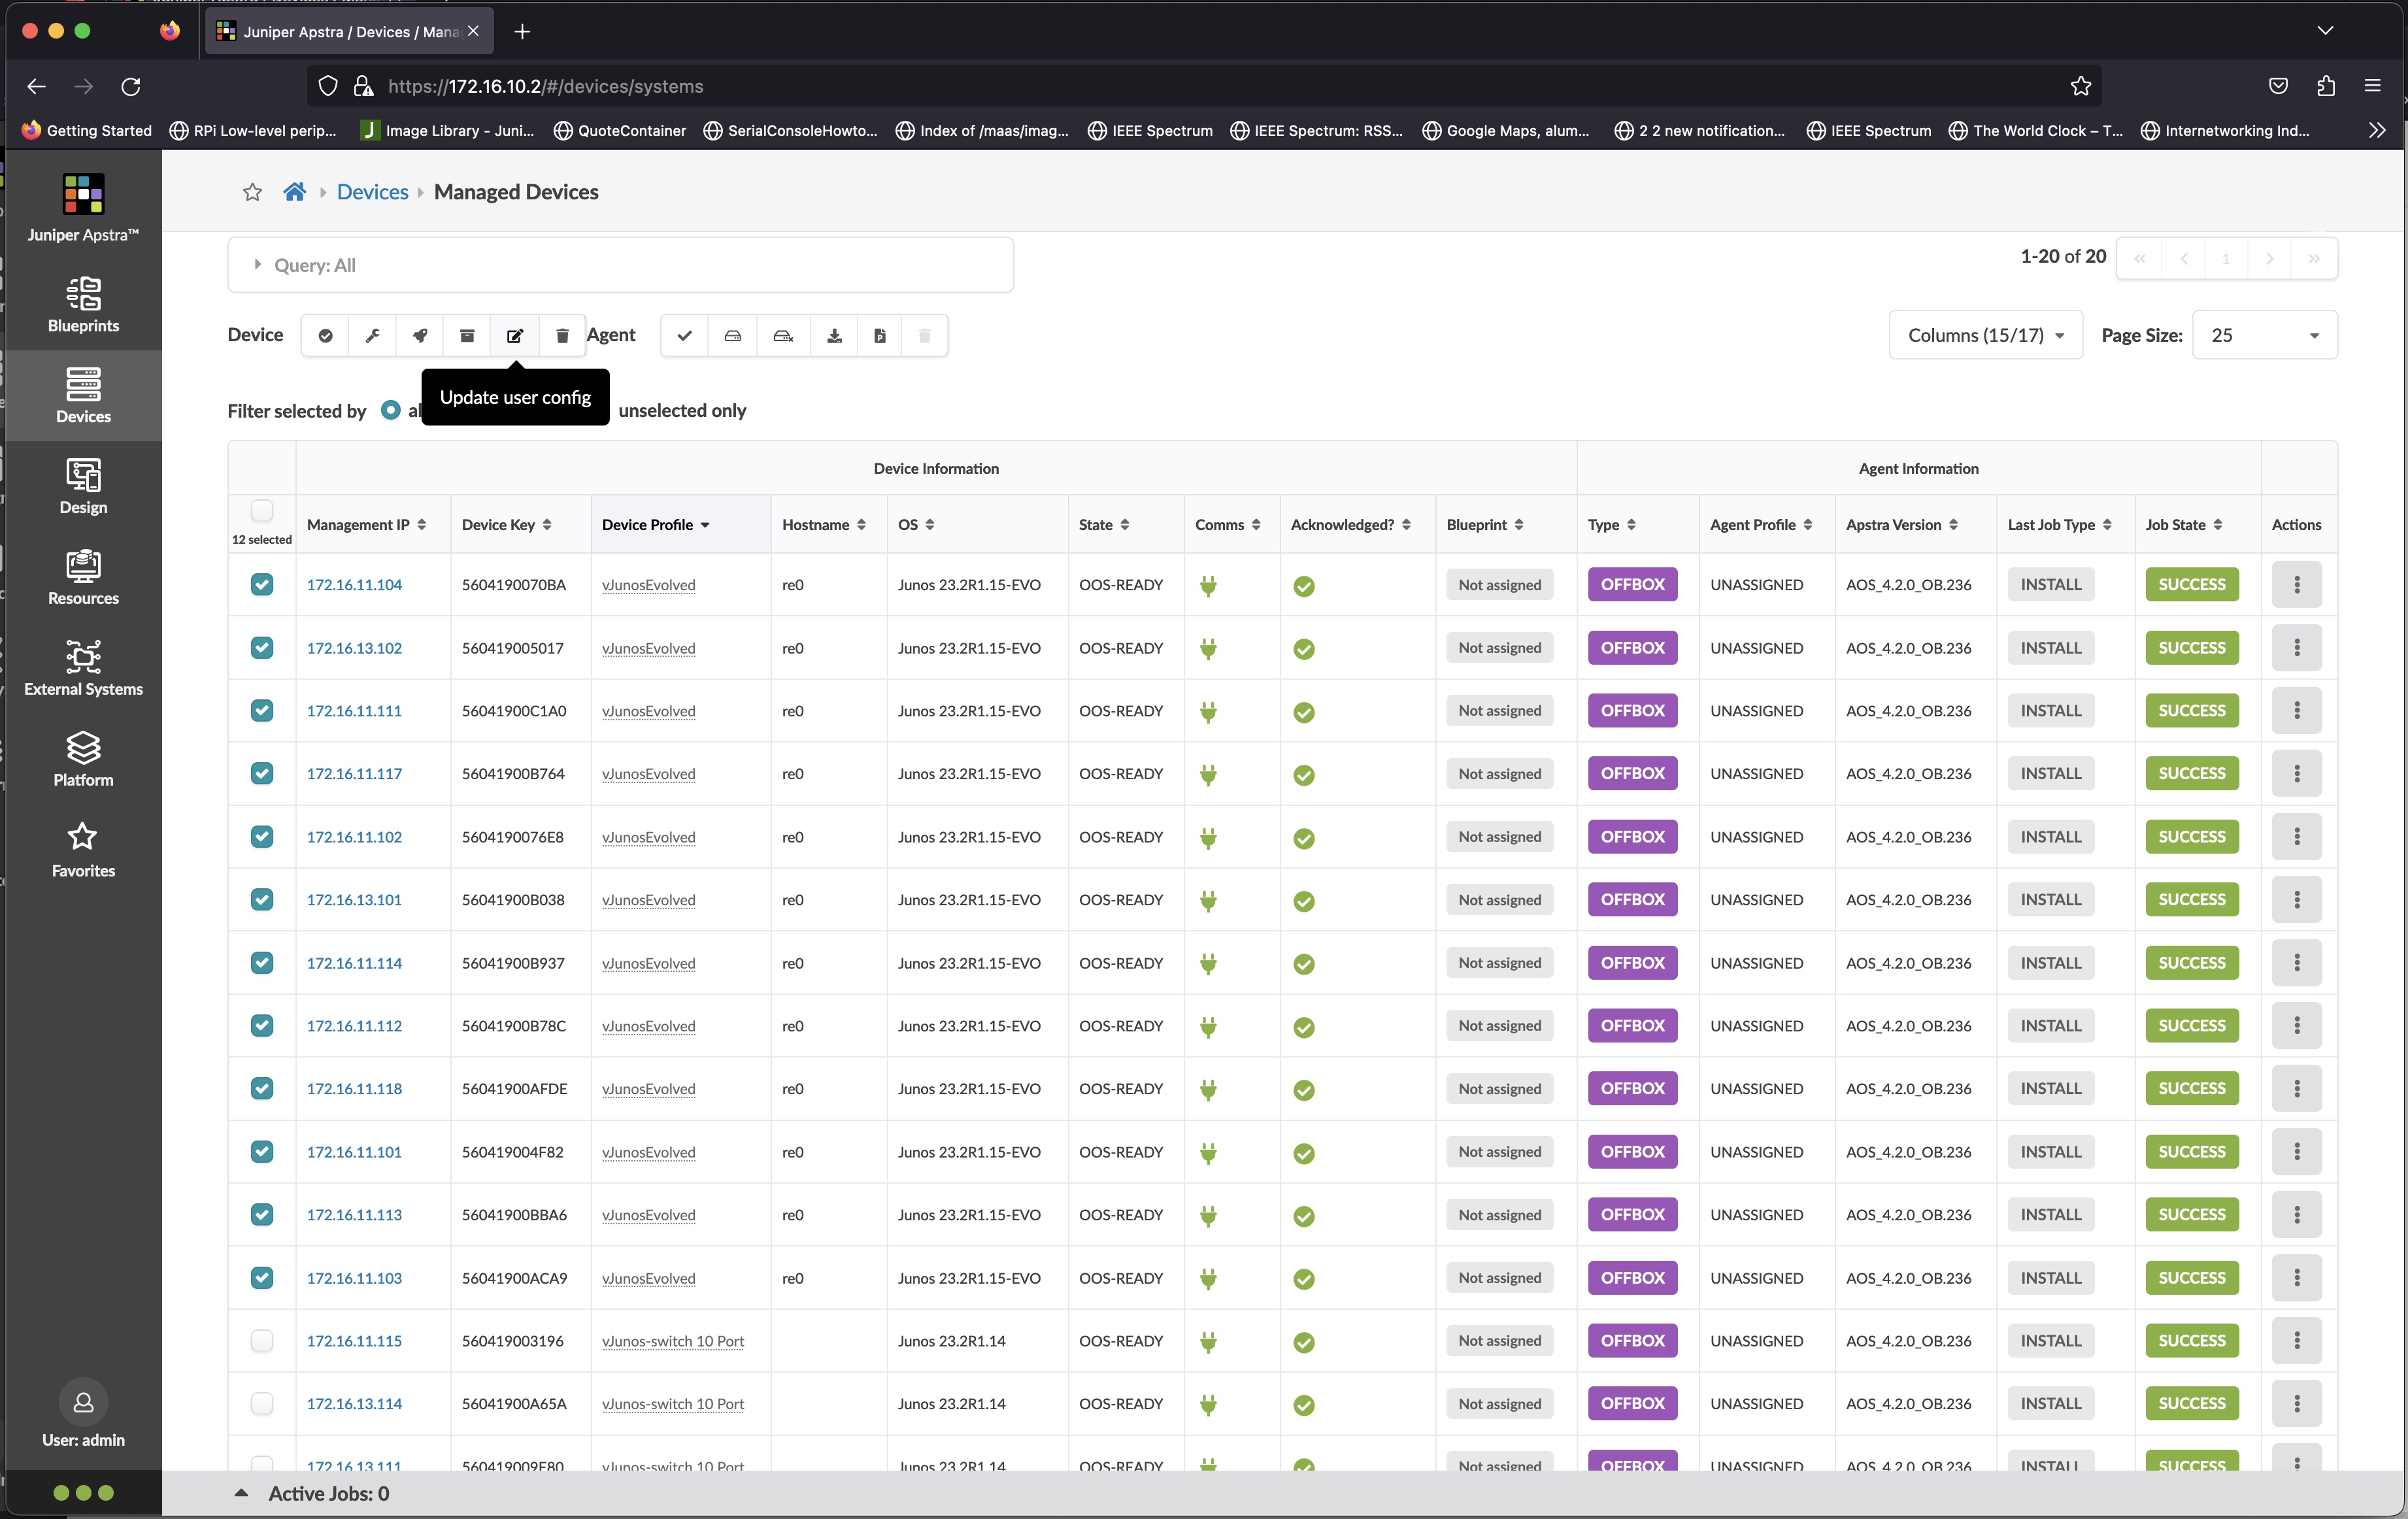 Juniper Apstra / Devices / Mana
https://172.16.10.2/#/devices/systems
Getting Started RPi Low-level perip... Image Library - Juni... QuoteContainer SerialConsoleHowto... Index of /maas/imag... IEEE Spectrum IEEE Spectrum: RSS... Google Maps, alum... 2 2 new notification... IEEE Spectrum The World Clock – T... Internetworking Ind...
Juniper Apstra™
Blueprints
Devices
Design
Resources
External Systems
Platform
Favorites
User: admin
Devices Managed Devices
Query: All
1-20 of 20 1
Device Agent Columns (15/17) Page Size: 25
Update user config
Filter selected by unselected only
Device Information Agent Information
12 selected Management IP Device Key Device Profile Hostname OS State Comms Acknowledged? Blueprint Type Agent Profile Apstra Version Last Job Type Job State Actions
172.16.11.104 5604190070BA vJunosEvolved re0 Junos 23.2R1.15-EVO OOS-READY Not assigned OFFBOX UNASSIGNED AOS_4.2.0_OB.236 INSTALL SUCCESS
172.16.13.102 560419005017 vJunosEvolved re0 Junos 23.2R1.15-EVO OOS-READY Not assigned OFFBOX UNASSIGNED AOS_4.2.0_OB.236 INSTALL SUCCESS
172.16.11.111 56041900C1A0 vJunosEvolved re0 Junos 23.2R1.15-EVO OOS-READY Not assigned OFFBOX UNASSIGNED AOS_4.2.0_OB.236 INSTALL SUCCESS
172.16.11.117 56041900B764 vJunosEvolved re0 Junos 23.2R1.15-EVO OOS-READY Not assigned OFFBOX UNASSIGNED AOS_4.2.0_OB.236 INSTALL SUCCESS
172.16.11.102 5604190076E8 vJunosEvolved re0 Junos 23.2R1.15-EVO OOS-READY Not assigned OFFBOX UNASSIGNED AOS_4.2.0_OB.236 INSTALL SUCCESS
172.16.13.101 56041900B038 vJunosEvolved re0 Junos 23.2R1.15-EVO OOS-READY Not assigned OFFBOX UNASSIGNED AOS_4.2.0_OB.236 INSTALL SUCCESS
172.16.11.114 56041900B937 vJunosEvolved re0 Junos 23.2R1.15-EVO OOS-READY Not assigned OFFBOX UNASSIGNED AOS_4.2.0_OB.236 INSTALL SUCCESS
172.16.11.112 56041900B78C vJunosEvolved re0 Junos 23.2R1.15-EVO OOS-READY Not assigned OFFBOX UNASSIGNED AOS_4.2.0_OB.236 INSTALL SUCCESS
172.16.11.118 56041900AFDE vJunosEvolved re0 Junos 23.2R1.15-EVO OOS-READY Not assigned OFFBOX UNASSIGNED AOS_4.2.0_OB.236 INSTALL SUCCESS
172.16.11.101 560419004F82 vJunosEvolved re0 Junos 23.2R1.15-EVO OOS-READY Not assigned OFFBOX UNASSIGNED AOS_4.2.0_OB.236 INSTALL SUCCESS
172.16.11.113 56041900BBA6 vJunosEvolved re0 Junos 23.2R1.15-EVO OOS-READY Not assigned OFFBOX UNASSIGNED AOS_4.2.0_OB.236 INSTALL SUCCESS
172.16.11.103 56041900ACA9 vJunosEvolved re0 Junos 23.2R1.15-EVO OOS-READY Not assigned OFFBOX UNASSIGNED AOS_4.2.0_OB.236 INSTALL SUCCESS
172.16.11.115 560419003196 vJunos-switch 10 Port Junos 23.2R1.14 OOS-READY Not assigned OFFBOX UNASSIGNED AOS_4.2.0_OB.236 INSTALL SUCCESS
172.16.13.114 56041900A65A vJunos-switch 10 Port Junos 23.2R1.14 OOS-READY Not assigned OFFBOX UNASSIGNED AOS_4.2.0_OB.236 INSTALL SUCCESS
172.16.13.111 vJunos-switch 10 Port Junos 23.2R1.14 OOS-READY Not assigned OFFBOX UNASSIGNED AOS_4.2.0_OB.236 INSTALL SUCCESS
Active Jobs: 0